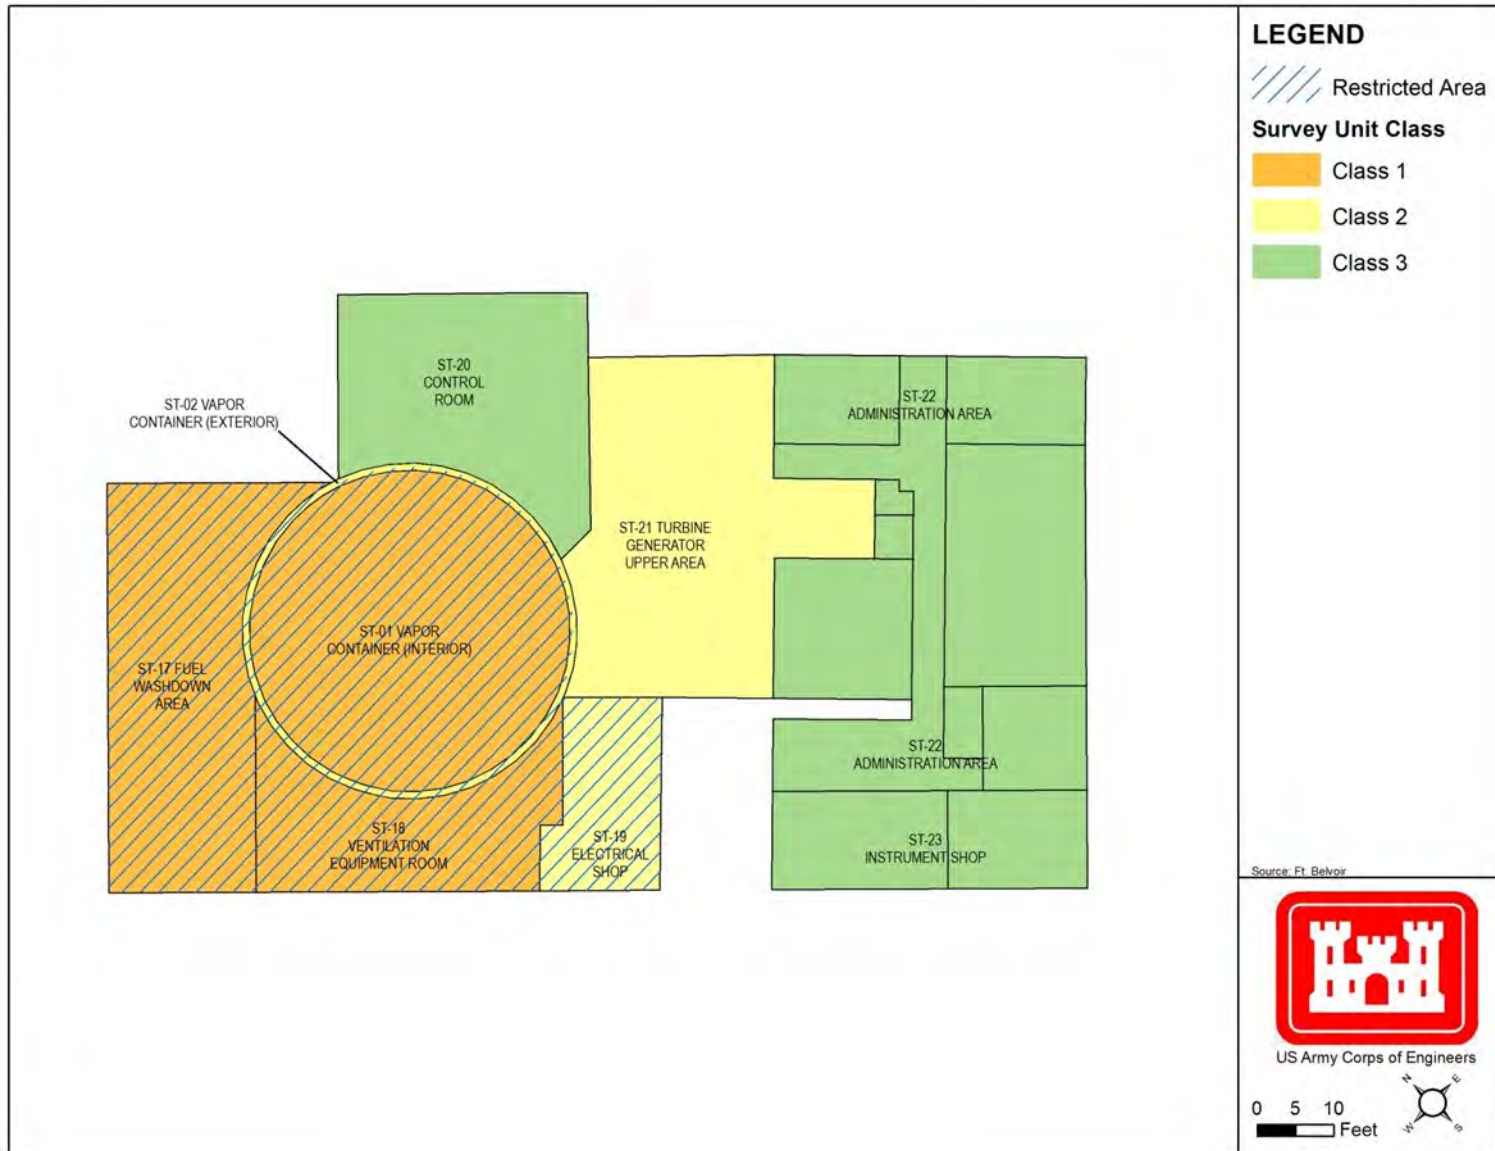 LEGEND
Restricted Area
Survey Unit Class
Class 1
Class 2
Class 3
ST-20
CONTROL
ROOM
ST-02 VAPOR
CONTAINER (EXTERIOR)
ST-22
ADMINISTRATION AREA
ST-21 TURBINE
GENERATOR
UPPER AREA
ST-01 VAPOR
CONTAINER (INTERIOR)
ST-17 FUEL
WASHDOWN
AREA
ST-22
ADMINISTRATION AREA
ST-18
VENTILATION
EQUIPMENT ROOM
ST-19
ELECTRICAL
SHOP
ST-23
INSTRUMENT SHOP
Source: Ft. Belvoir
US Army Corps of Engineers
N E
W S
0 5 10
Feet